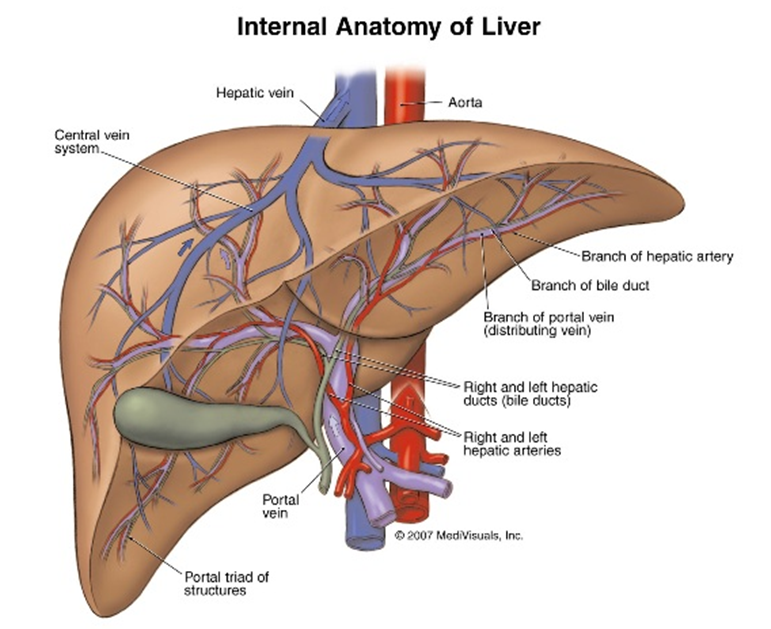 Internal Anatomy of Liver
Hepatic vein
Aorta
Central vein
system
Branch of hepatic artery
Branch of bile duct
Branch of portal vein
(distributing vein)
Right and left hepatic
ducts (bile ducts)
Right and left
hepatic arteries
Portal
vein
© 2007 MediVisuals, Inc.
Portal triad of
structures